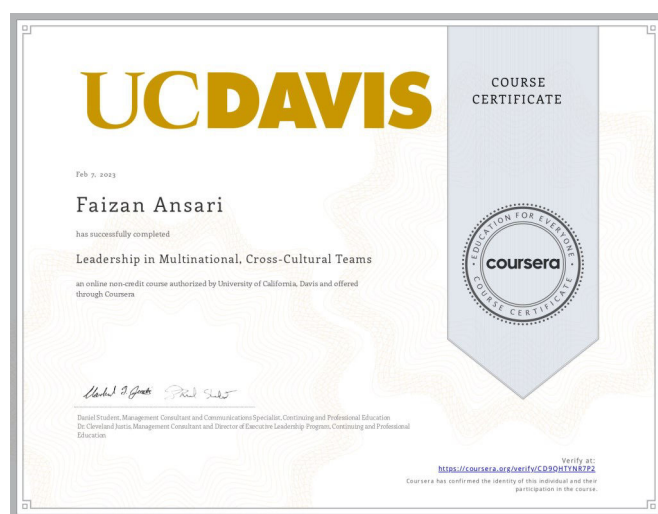 UCDAVIS
COURSE
CERTIFICATE
Feb 7, 2023
Faizan Ansari
has successfully completed
Leadership in Multinational, Cross-Cultural Teams
an online non-credit course authorized by University of California, Davis and offered
through Coursera
EDUCATION FOR EVERYONE
coursera
COURSE CERTIFICATE
Daniel Student, Management Consultant and Communications Specialist, Continuing and Professional Education
Dr. Cleveland Justis, Management Consultant and Director of Executive Leadership Program, Continuing and Professional
Education
Verify at:
https://coursera.org/verify/CD9QHTYNR7P2
Coursera has confirmed the identity of this individual and their
participation in the course.